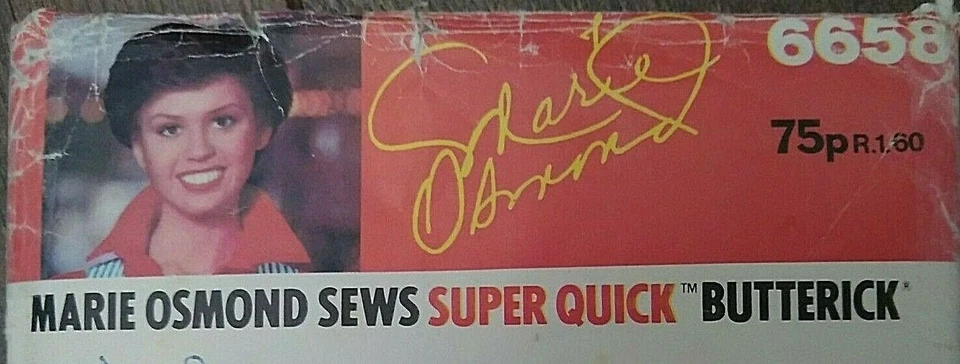 6658
Marie
Osmond
75p R.1.60
MARIE OSMOND SEWS SUPER QUICK™ BUTTERICK®